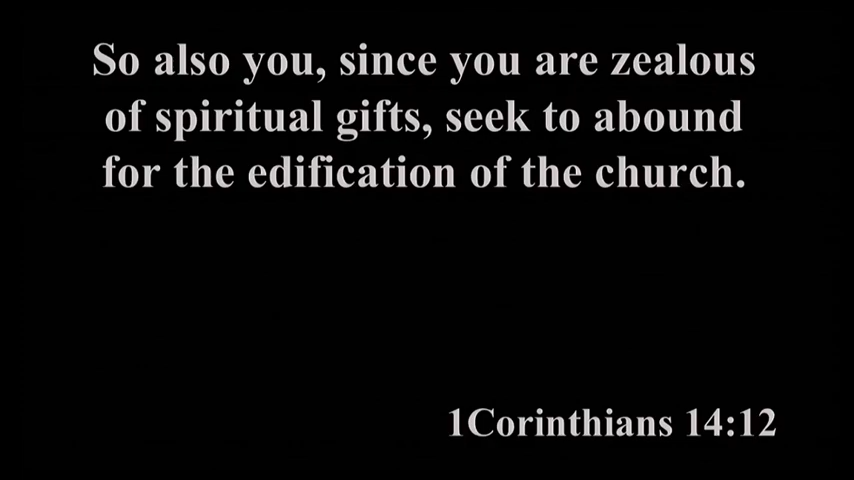 So also you, since you are zealous
of spiritual gifts, seek to abound
for the edification of the church.
1Corinthians 14:12